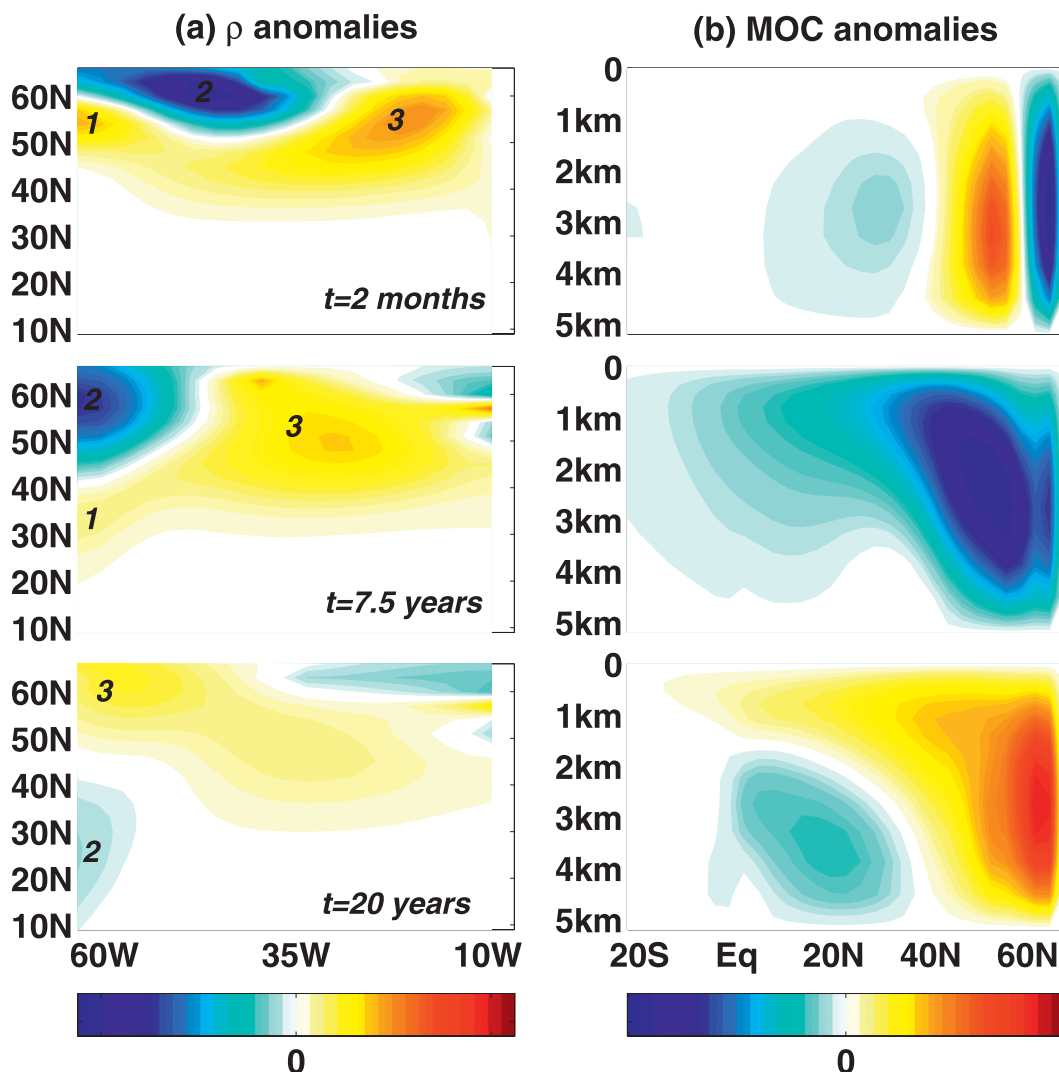 (a) ρ anomalies
(b) MOC anomalies
60N
50N
40N
30N
20N
10N
1
2
3
t=2 months
0
1km
2km
3km
4km
5km
60N
50N
40N
30N
20N
10N
2
3
1
t=7.5 years
0
1km
2km
3km
4km
5km
60N
50N
40N
30N
20N
10N
3
2
t=20 years
0
1km
2km
3km
4km
5km
60W 35W 10W
20S Eq 20N 40N 60N
0
0